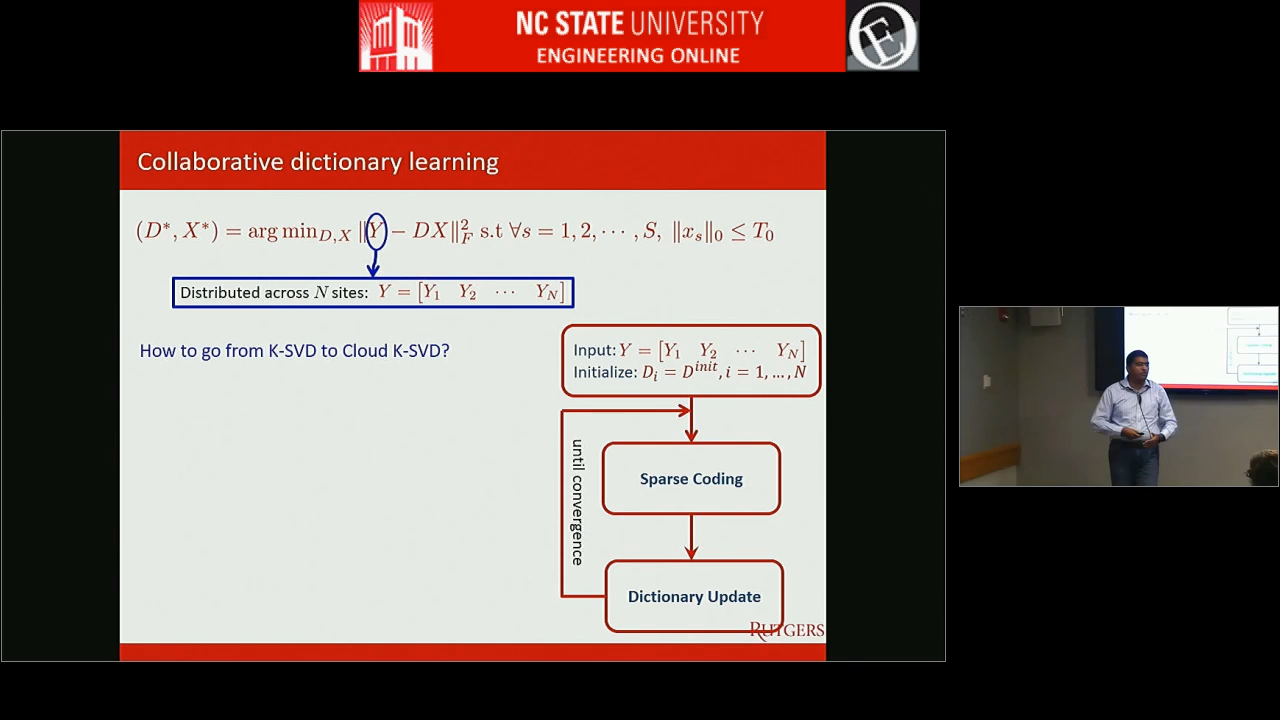 NC STATE UNIVERSITY
ENGINEERING ONLINE
Collaborative dictionary learning
(D*, X*) = arg min_{D,X} ‖Y − DX‖_F^2 s.t ∀s = 1, 2, ⋯, S, ‖x_s‖_0 ≤ T_0
Distributed across N sites: Y = [Y_1 Y_2 ⋯ Y_N]
How to go from K-SVD to Cloud K-SVD?
Input: Y = [Y_1 Y_2 ⋯ Y_N]
Initialize: D_i = D^{init}, i = 1, …, N
until convergence
Sparse Coding
Dictionary Update
RUTGERS